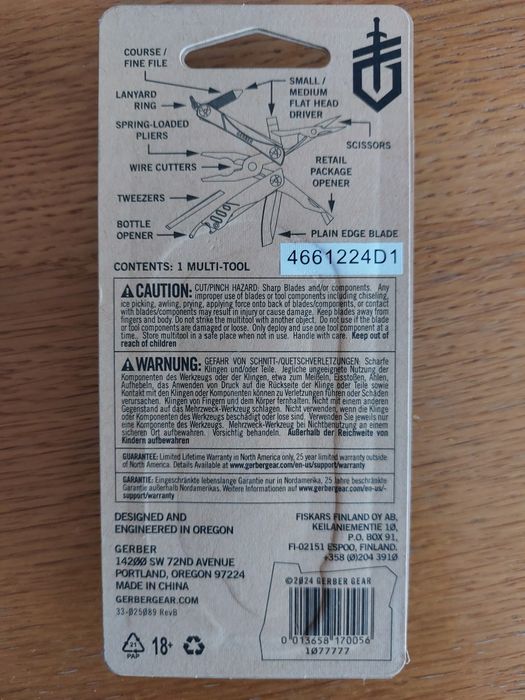 COURSE /
FINE FILE
LANYARD
RING
SPRING-LOADED
PLIERS
WIRE CUTTERS
TWEEZERS
BOTTLE
OPENER
SMALL /
MEDIUM
FLAT HEAD
DRIVER
SCISSORS
RETAIL
PACKAGE
OPENER
PLAIN EDGE BLADE
4661224D1
CONTENTS: 1 MULTI-TOOL
CAUTION: CUT/PINCH HAZARD: Sharp Blades and/or components. Any
improper use of blades or tool components including chiseling,
ice picking, awling, prying, applying force onto back of blades/components, or contact
with blades/components may result in injury or cause damage. Keep blades away from
fingers and body. Do not strike the multitool with another object. Do not use if the blade
or tool components are damaged or loose. Only deploy and use one tool component at a
time.. Store multitool in a safe place when not in use. Handle with care. Keep out of
reach of children
WARNUNG: GEFAHR VON SCHNITT-/QUETSCHVERLETZUNGEN: Scharfe
Klingen und/oder Teile. Jegliche ungeeignete Nutzung der
Komponenten des Werkzeugs oder der Klingen, etwa zum Meißeln, Eisstoßen, Ahlen,
Aufhebeln, das Anwenden von Druck auf die Rückseite der Klinge oder Teile sowie
Kontakt mit den Klingen oder Komponenten können zu Verletzungen führen oder Schäden
verursachen. Klingen von Fingern und dem Körper fernhalten. Nicht mit einem anderen
Gegenstand auf das Mehrzweck-Werkzeug schlagen. Nicht verwenden, wenn die Klinge
oder Komponenten des Werkzeugs beschädigt oder lose sind. Verwenden Sie jeweils nur
eine Komponente des Werkzeugs. Mehrzweck-Werkzeug bei Nichtbenutzung an einem
sicheren Ort aufbewahren. Vorsichtig behandeln. Außerhalb der Reichweite von
Kindern aufbewahren
GUARANTEE: Limited Lifetime Warranty in North America only, 25 year limited warranty outside
of North America. Details Available at www.gerbergear.com/en-us/support/warranty
GARANTIE: Eingeschränkte lebenslange Garantie nur in Nordamerika, 25 Jahre beschränkte
Garantie außerhalb Nordamerikas. Weitere Informationen auf www.gerbergear.com/en-us/-
support/warranty
DESIGNED AND
ENGINEERED IN OREGON
GERBER
14200 SW 72ND AVENUE
PORTLAND, OREGON 97224
MADE IN CHINA
GERBERGEAR.COM
33-025089 RevB
FISKARS FINLAND OY AB,
KEILANIEMENTIE 10,
P.O. BOX 91,
FI-02151 ESPOO, FINLAND.
+358 (0)204 3910
21
PAP
18+
©2024 GERBER GEAR
0 013658 170056
1077777